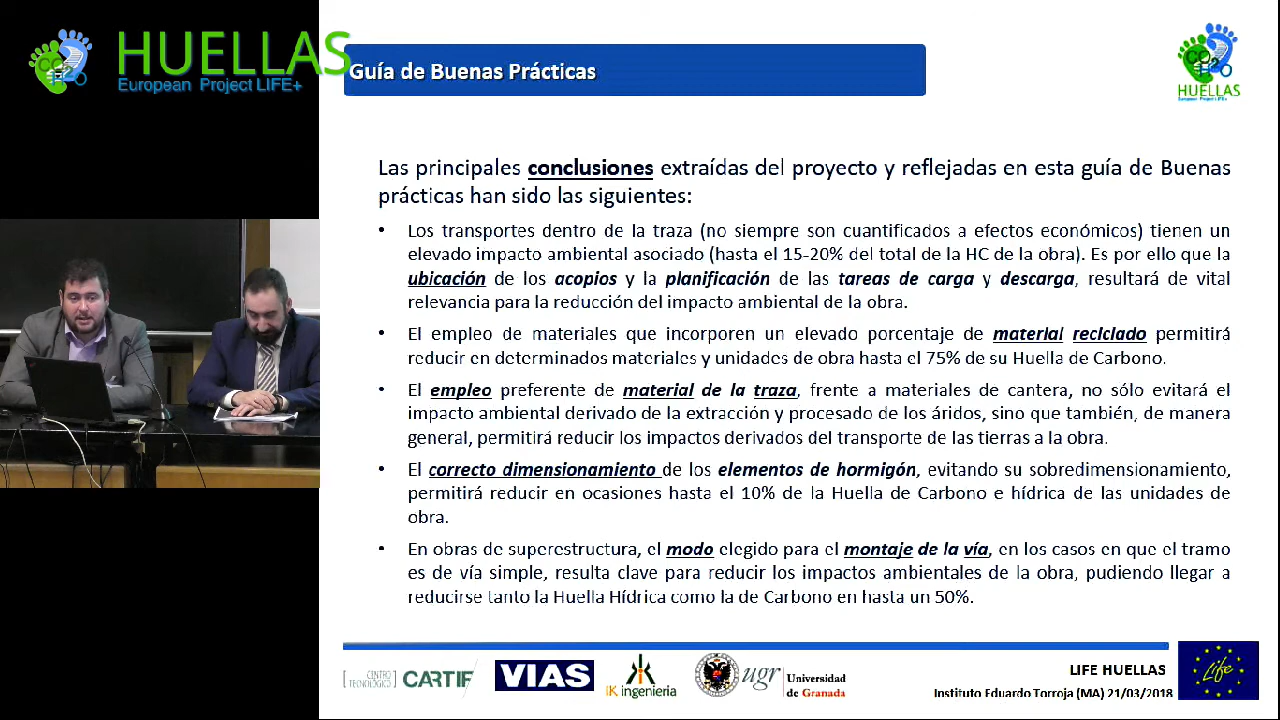 HUELLAS
European Project LIFE+
Guía de Buenas Prácticas
HUELLAS
European Project LIFE+
Las principales conclusiones extraídas del proyecto y reflejadas en esta guía de Buenas
prácticas han sido las siguientes:
• Los transportes dentro de la traza (no siempre son cuantificados a efectos económicos) tienen un
elevado impacto ambiental asociado (hasta el 15-20% del total de la HC de la obra). Es por ello que la
ubicación de los acopios y la planificación de las tareas de carga y descarga, resultará de vital
relevancia para la reducción del impacto ambiental de la obra.
• El empleo de materiales que incorporen un elevado porcentaje de material reciclado permitirá
reducir en determinados materiales y unidades de obra hasta el 75% de su Huella de Carbono.
• El empleo preferente de material de la traza, frente a materiales de cantera, no sólo evitará el
impacto ambiental derivado de la extracción y procesado de los áridos, sino que también, de manera
general, permitirá reducir los impactos derivados del transporte de las tierras a la obra.
• El correcto dimensionamiento de los elementos de hormigón, evitando su sobredimensionamiento,
permitirá reducir en ocasiones hasta el 10% de la Huella de Carbono e hídrica de las unidades de
obra.
• En obras de superestructura, el modo elegido para el montaje de la vía, en los casos en que el tramo
es de vía simple, resulta clave para reducir los impactos ambientales de la obra, pudiendo llegar a
reducirse tanto la Huella Hídrica como la de Carbono en hasta un 50%.
CENTRO
TECNOLÓGICO
CARTIF
VIAS
IK ingeniería
ugr
Universidad
de Granada
LIFE HUELLAS
Instituto Eduardo Torroja (MA) 21/03/2018
Life